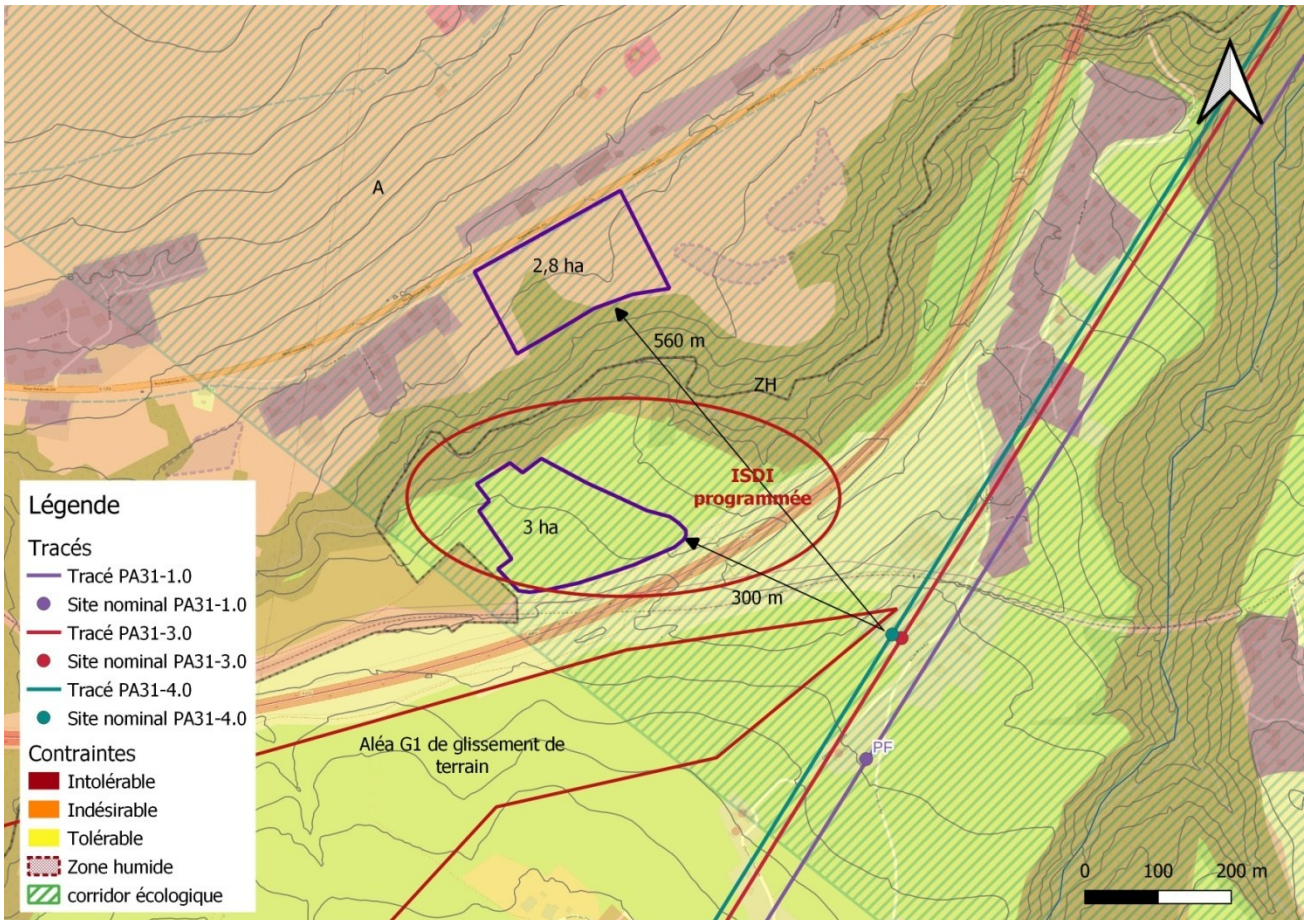 A
2,8 ha
560 m
ZH
ISDI
programmée
3 ha
300 m
Aléa G1 de glissement de
terrain
PF
Légende
Tracés
Tracé PA31-1.0
Site nominal PA31-1.0
Tracé PA31-3.0
Site nominal PA31-3.0
Tracé PA31-4.0
Site nominal PA31-4.0
Contraintes
Intolérable
Indésirable
Tolérable
Zone humide
corridor écologique
0 100 200 m